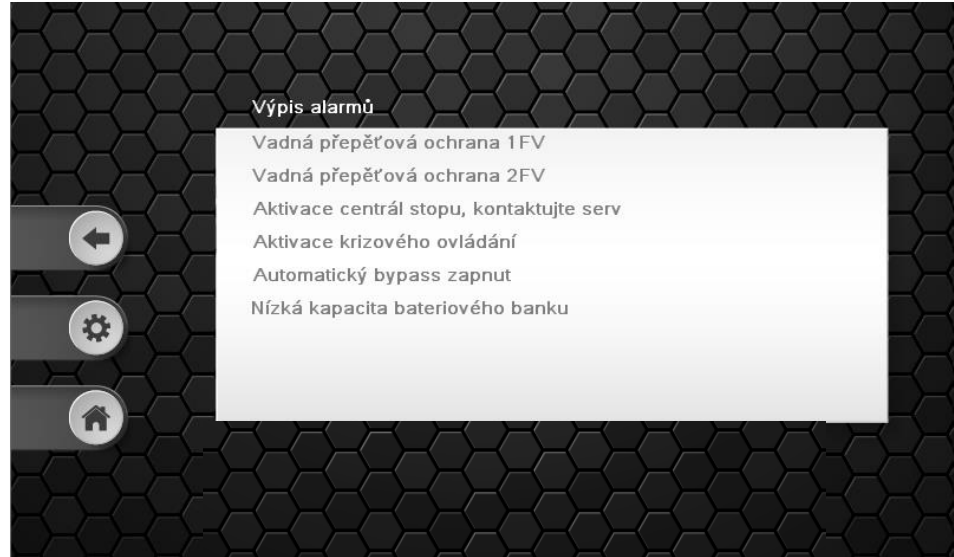 Výpis alarmů
Vadná přepěťová ochrana 1FV
Vadná přepěťová ochrana 2FV
Aktivace centrál stopu, kontaktujte serv
Aktivace krizového ovládání
Automatický bypass zapnut
Nízká kapacita bateriového banku